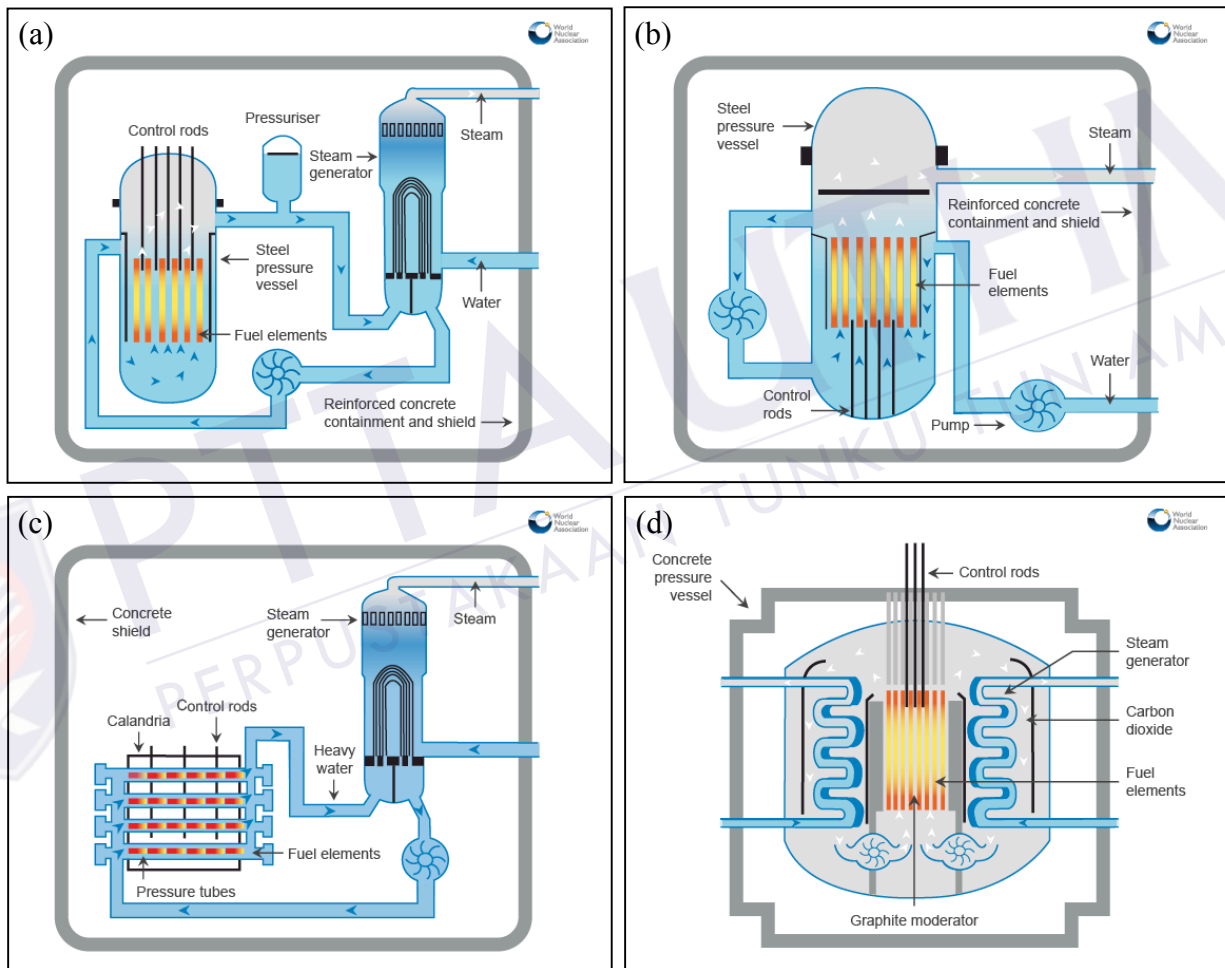 (a)
World
Nuclear
Association
Control rods
Pressuriser
Steam
generator
Steam
Steel
pressure
vessel
Water
Fuel elements
Reinforced concrete
containment and shield
(b)
World
Nuclear
Association
Steel
pressure
vessel
Steam
Reinforced concrete
containment and shield
Fuel
elements
Control
rods
Water
Pump
(c)
World
Nuclear
Association
Concrete
shield
Steam
generator
Steam
Calandria
Control rods
Heavy
water
Fuel elements
Pressure tubes
(d)
World
Nuclear
Association
Concrete
pressure
vessel
Control rods
Steam
generator
Carbon
dioxide
Fuel
elements
Graphite moderator
PTTA UTHM
PERPUSTAKAAN TUNKU TUN AM